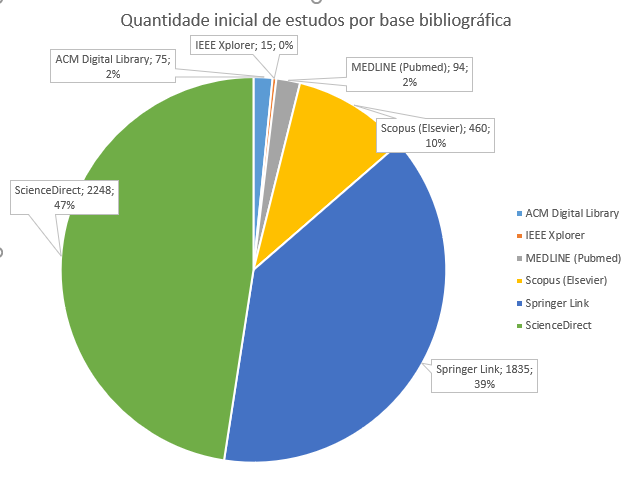 Quantidade inicial de estudos por base bibliográfica
IEEE Xplorer; 15; 0%
ACM Digital Library; 75;
2%
MEDLINE (Pubmed); 94;
2%
Scopus (Elsevier); 460;
10%
ScienceDirect; 2248;
47%
Springer Link; 1835;
39%
ACM Digital Library
IEEE Xplorer
MEDLINE (Pubmed)
Scopus (Elsevier)
Springer Link
ScienceDirect